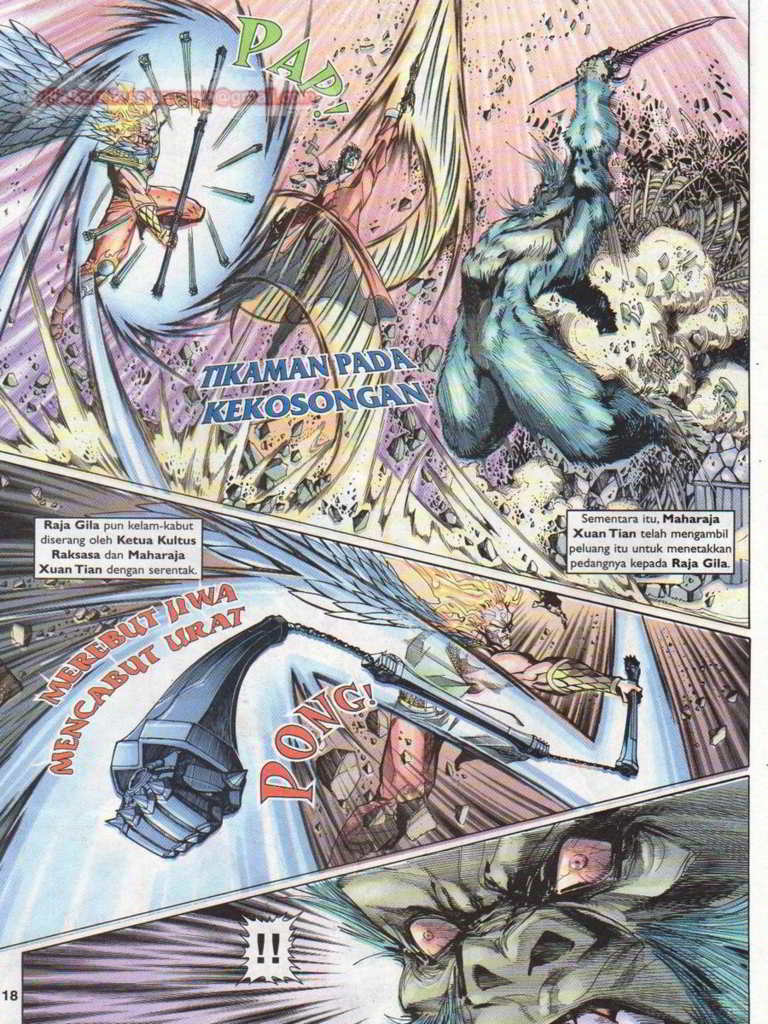 PAP!
TIKAMAN PADA
KEKOSONGAN
Raja Gila pun kelam-kabut
diserang oleh Ketua Kultus
Raksasa dan Maharaja
Xuan Tian dengan serentak.
Sementara itu, Maharaja
Xuan Tian telah mengambil
peluang itu untuk menetakkan
pedangnya kepada Raja Gila.
MEREBUT JIWA
MENCABUT URAT
PONG!
!!
18